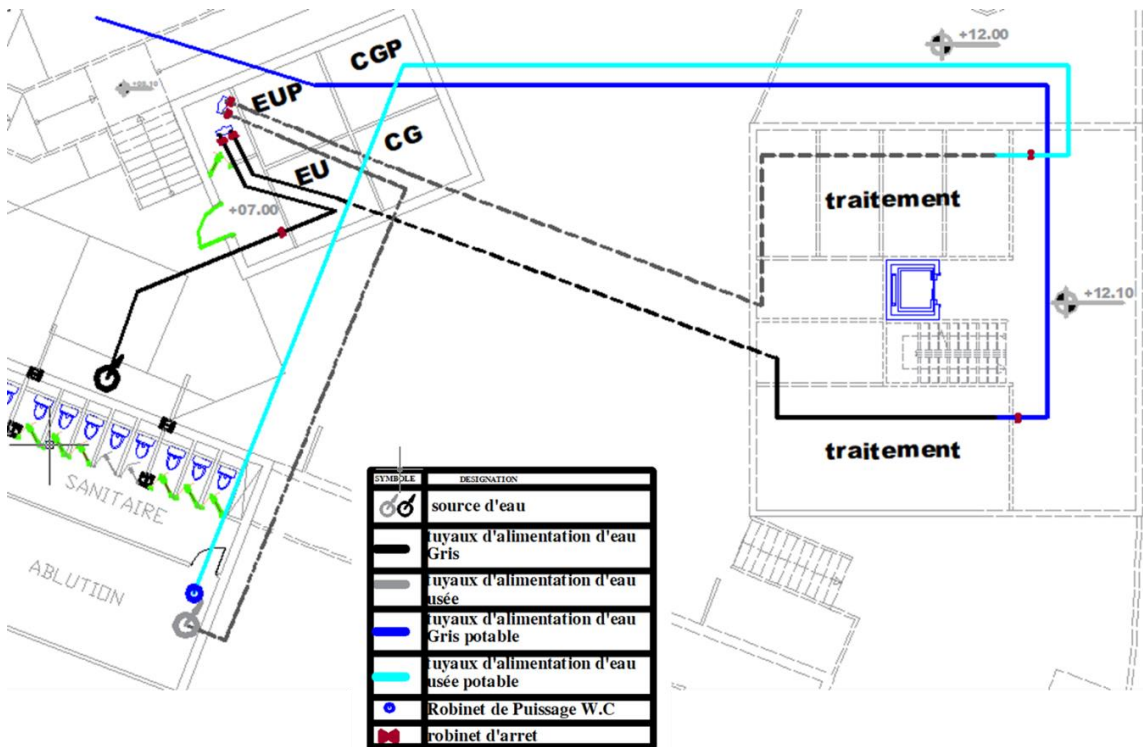 +12.00
CGP
EUP
CG
EU
+07.00
traitement
+12.10
traitement
SANITAIRE
ABLUTION
SYMBOLE DESIGNATION
source d'eau
tuyaux d'alimentation d'eau
Gris
tuyaux d'alimentation d'eau
usée
tuyaux d'alimentation d'eau
Gris potable
tuyaux d'alimentation d'eau
usée potable
Robinet de Puissage W.C
robinet d'arret